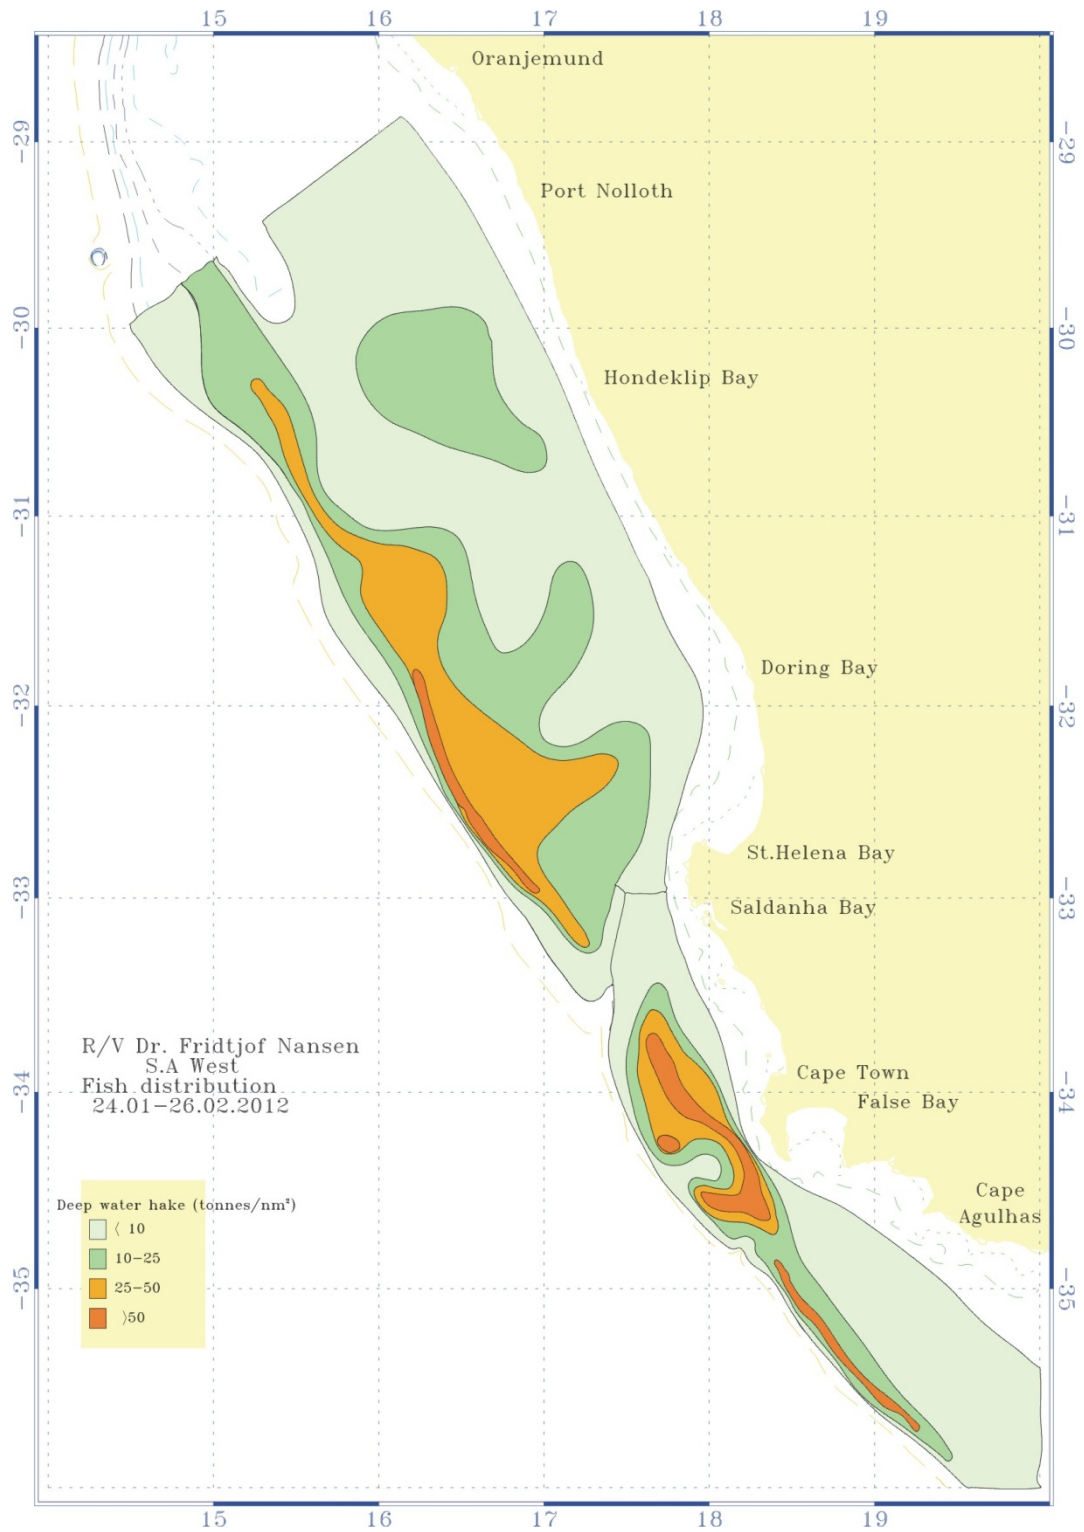 15 16 17 18 19
Oranjemund
-29 -29
Port Nolloth
-30 -30
Hondeklip Bay
-31 -31
Doring Bay
-32 -32
St.Helena Bay
-33 -33
Saldanha Bay
R/V Dr. Fridtjof Nansen
S.A West
Fish distribution
24.01-26.02.2012
Cape Town
-34 -34
False Bay
Cape
Agulhas
Deep water hake (tonnes/nm²)
⟨ 10
10-25
25-50
⟩50
-35 -35
15 16 17 18 19